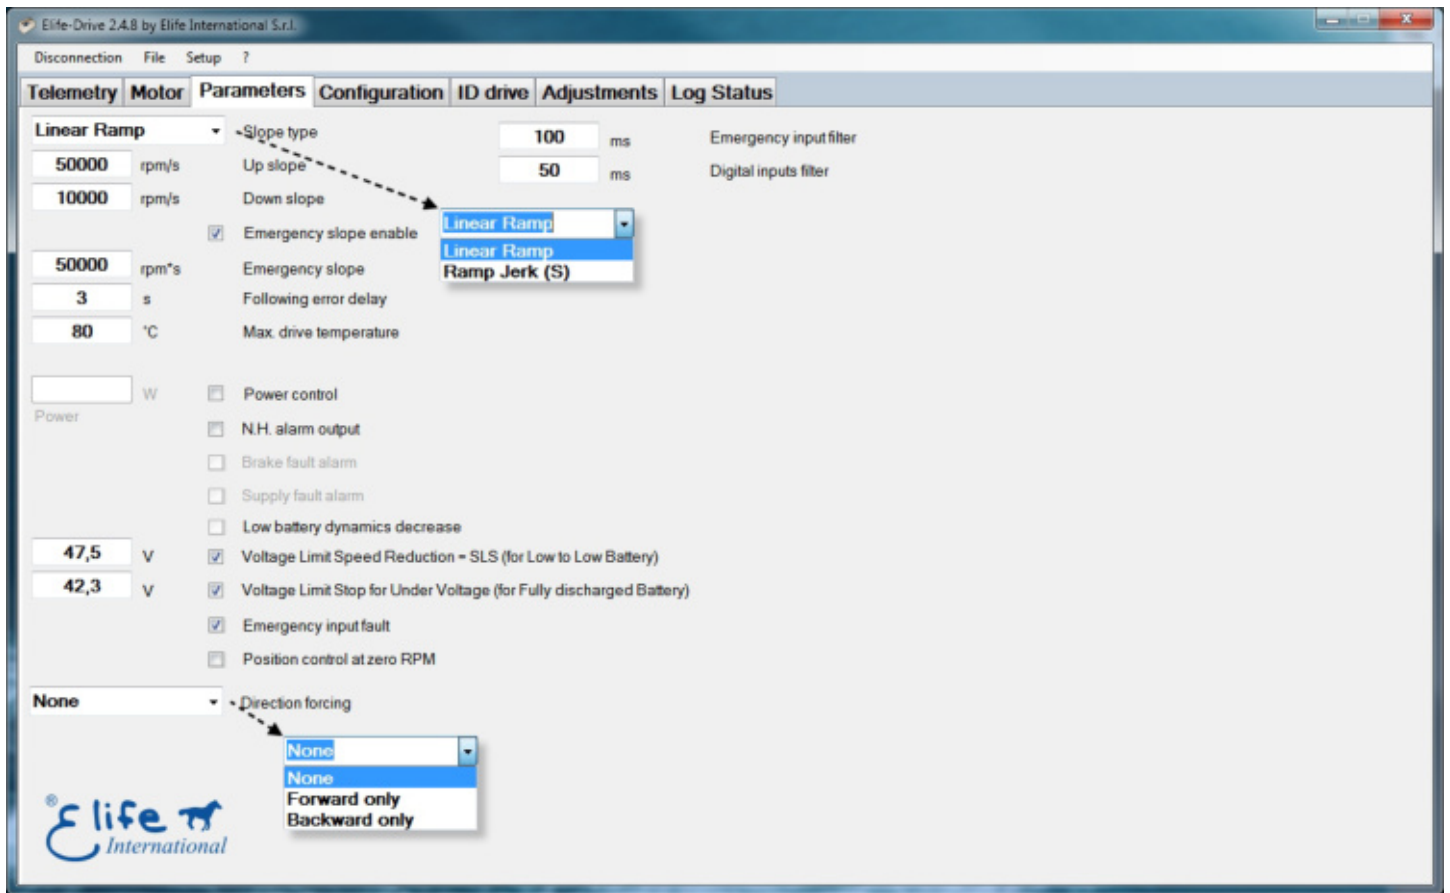 Elife-Drive 2.4.8 by Elife International S.r.l.
Disconnection File Setup ?
Telemetry Motor Parameters Configuration ID drive Adjustments Log Status
Linear Ramp Slope type 100 ms Emergency input filter
50000 rpm/s Up slope 50 ms Digital inputs filter
10000 rpm/s Down slope
Linear Ramp
Emergency slope enable
Linear Ramp
50000 rpm*s Emergency slope
Ramp Jerk (S)
3 s Following error delay
80 °C Max. drive temperature
W Power control
Power
N.H. alarm output
Brake fault alarm
Supply fault alarm
Low battery dynamics decrease
47,5 V Voltage Limit Speed Reduction = SLS (for Low to Low Battery)
42,3 V Voltage Limit Stop for Under Voltage (for Fully discharged Battery)
Emergency input fault
Position control at zero RPM
None Direction forcing
None
None
Forward only
Backward only
® Elife
International